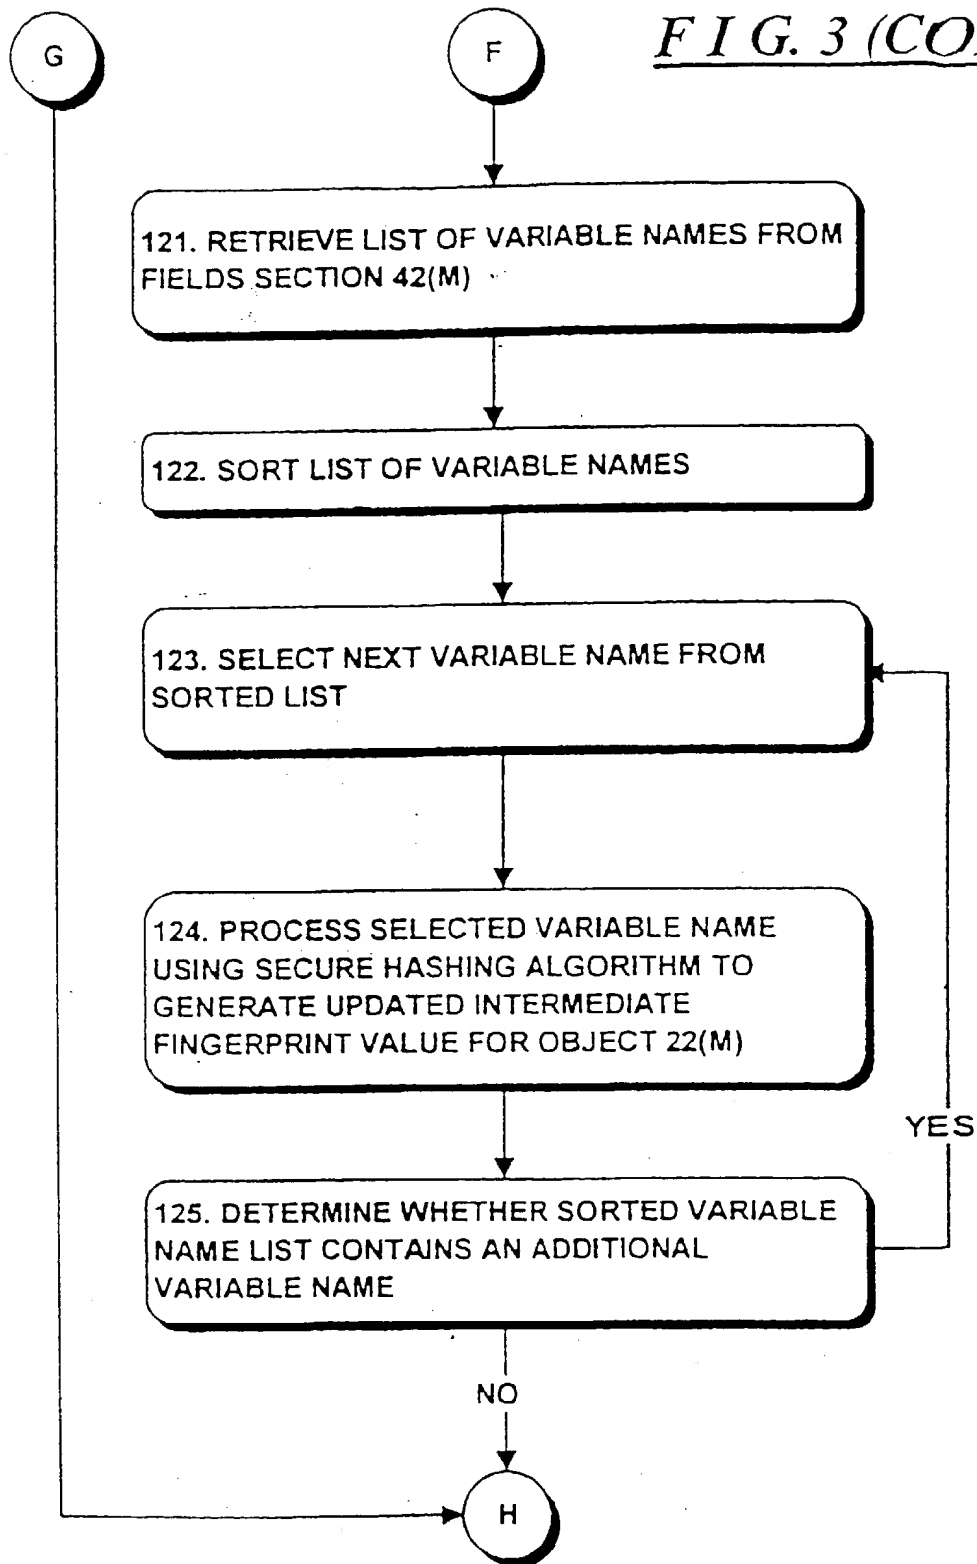 G
F
F I G. 3 (CO
121. RETRIEVE LIST OF VARIABLE NAMES FROM
FIELDS SECTION 42(M)
122. SORT LIST OF VARIABLE NAMES
123. SELECT NEXT VARIABLE NAME FROM
SORTED LIST
124. PROCESS SELECTED VARIABLE NAME
USING SECURE HASHING ALGORITHM TO
GENERATE UPDATED INTERMEDIATE
FINGERPRINT VALUE FOR OBJECT 22(M)
YES
125. DETERMINE WHETHER SORTED VARIABLE
NAME LIST CONTAINS AN ADDITIONAL
VARIABLE NAME
NO
H